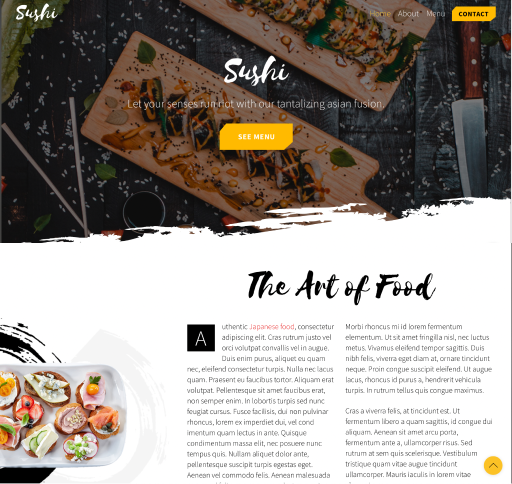 Sushi
Home About Menu CONTACT
Sushi
Let your senses run riot with our tantalizing asian fusion.
SEE MENU
The Art of Food
Authentic Japanese food, consectetur
adipiscing elit. Cras rutrum justo vel
orci volutpat convallis vel in augue.
Duis enim purus, aliquet eu quam
nec, eleifend consectetur turpis. Nulla nec lacus
quam. Praesent eu faucibus tortor. Aliquam erat
volutpat. Pellentesque sit amet faucibus erat,
non semper enim. In lobortis turpis sed nunc
feugiat cursus. Fusce facilisis, dui non pulvinar
rhoncus, lorem ex imperdiet dui, vel cond
imentum quam lectus in ante. Quisque
condimentum massa elit, nec posuere nunc
tempus quis. Nullam aliquet dolor ante,
pellentesque suscipit turpis egestas eget.
Aenean vel commodo felis. Aenean malesuada
Morbi rhoncus mi id lorem fermentum
elementum. Ut sit amet fringilla nisl, nec luctus
metus. Vivamus eleifend tempor sagittis. Duis
nibh felis, viverra eget diam at, ornare tincidunt
neque. Proin congue suscipit eleifend. Ut augue
lacus, rhoncus id purus a, hendrerit vehicula
turpis. In rutrum tellus quis congue maximus.
Cras a viverra felis, at tincidunt est. Ut
fermentum libero a quam sagittis, id congue dui
aliquam. Aenean sit amet arcu porta,
fermentum ante a, ullamcorper risus. Sed
rutrum at sem quis scelerisque. Vestibulum
tristique quam vitae augue tincidunt
ullamcorper. Mauris iaculis in libero vitae